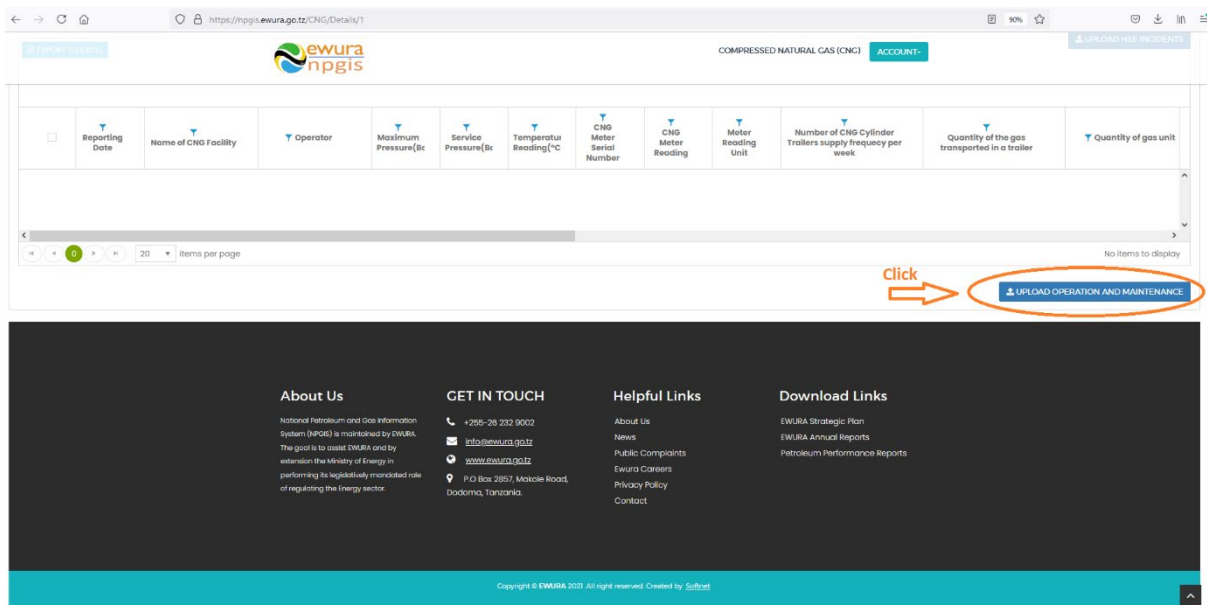 https://npgis.ewura.go.tz/CNG/Details/1
90%
EXPORT TO EXCEL
ewura
npgis
COMPRESSED NATURAL GAS (CNG)
ACCOUNT
UPLOAD HSE INCIDENTS
Reporting Date
Name of CNG Facility
Operator
Maximum Pressure(Bc
Service Pressure(Bc
Temperatur Reading(°C
CNG Meter Serial Number
CNG Meter Reading
Meter Reading Unit
Number of CNG Cylinder Trailers supply frequecy per week
Quantity of the gas transported in a trailer
Quantity of gas unit
0
20
items per page
No items to display
Click
UPLOAD OPERATION AND MAINTENANCE
About Us
National Petroleum and Gas Information
System (NPGIS) is maintained by EWURA.
The goal is to assist EWURA and by
extension the Ministry of Energy in
performing its legislatively mandated role
of regulating the Energy sector.
GET IN TOUCH
+255-26 232 9002
info@ewura.go.tz
www.ewura.go.tz
P.O Box 2857, Makole Road,
Dodoma, Tanzania.
Helpful Links
About Us
News
Public Complaints
Ewura Careers
Privacy Policy
Contact
Download Links
EWURA Strategic Plan
EWURA Annual Reports
Petroleum Performance Reports
Copyright © EWURA 2021 .All right reserved. Created by Softnet